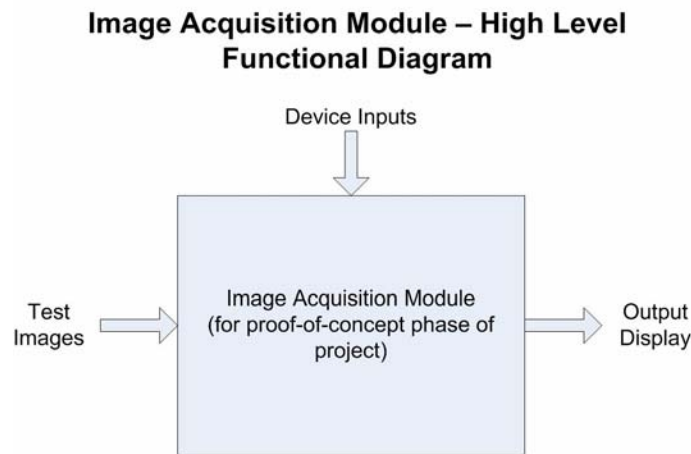 Image Acquisition Module – High Level
Functional Diagram
Device Inputs
Test
Images
Image Acquisition Module
(for proof-of-concept phase of
project)
Output
Display